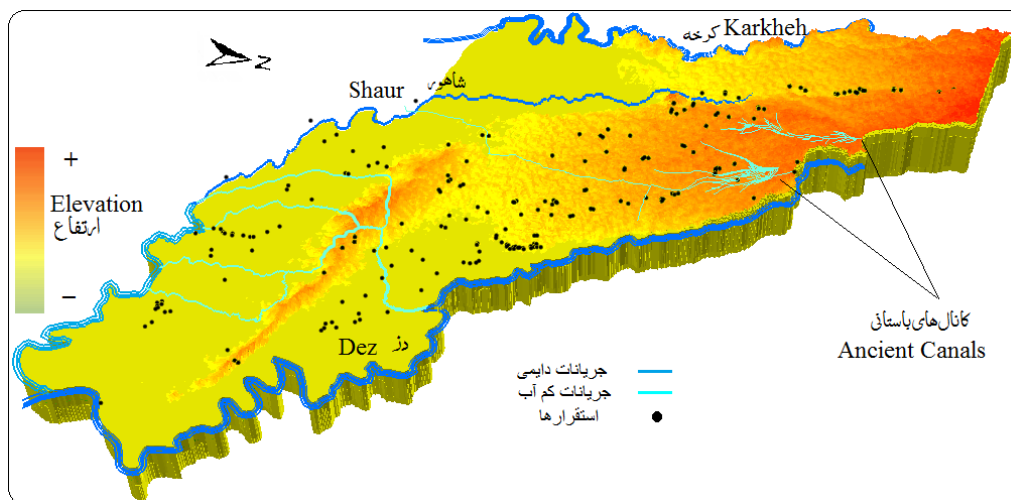 کرخه Karkheh
شاهور
Shaur
N
+
Elevation
ارتفاع
−
کانال‌های باستانی
Ancient Canals
Dez دز
جریانات دایمی
جریانات کم آب
استقرارها